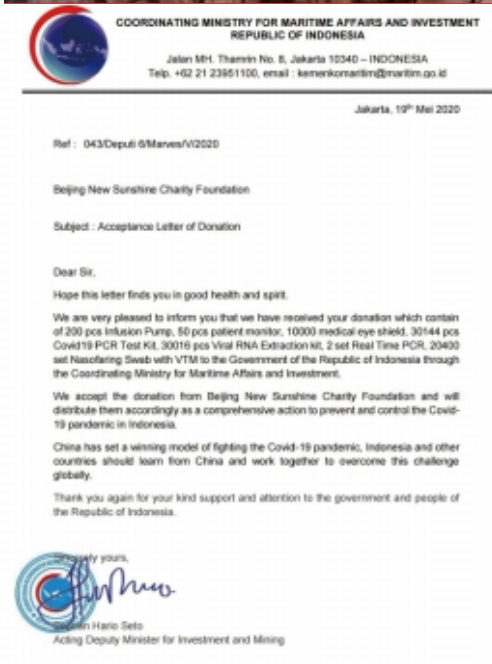 COORDINATING MINISTRY FOR MARITIME AFFAIRS AND INVESTMENT
REPUBLIC OF INDONESIA
Jalan MH. Thamrin No. 8, Jakarta 10340 – INDONESIA
Telp. +62 21 23951100, email : kemenkomaritim@maritim.go.id
Jakarta, 19th Mei 2020
Ref : 043/Deputi 6/Marves/V/2020
Beijing New Sunshine Charity Foundation
Subject : Acceptance Letter of Donation
Dear Sir,
Hope this letter finds you in good health and spirit.
We are very pleased to inform you that we have received your donation which contain
of 200 pcs Infusion Pump, 50 pcs patient monitor, 10000 medical eye shield, 30144 pcs
Covid19 PCR Test Kit, 30016 pcs Viral RNA Extraction kit, 2 set Real Time PCR, 20400
set Nasofaring Swab with VTM to the Government of the Republic of Indonesia through
the Coordinating Ministry for Maritime Affairs and Investment.
We accept the donation from Beijing New Sunshine Charity Foundation and will
distribute them accordingly as a comprehensive action to prevent and control the Covid-
19 pandemic in Indonesia.
China has set a winning model of fighting the Covid-19 pandemic, Indonesia and other
countries should learn from China and work together to overcome this challenge
globally.
Thank you again for your kind support and attention to the government and people of
the Republic of Indonesia.
Sincerely yours,
Hario Seto
Acting Deputy Minister for Investment and Mining